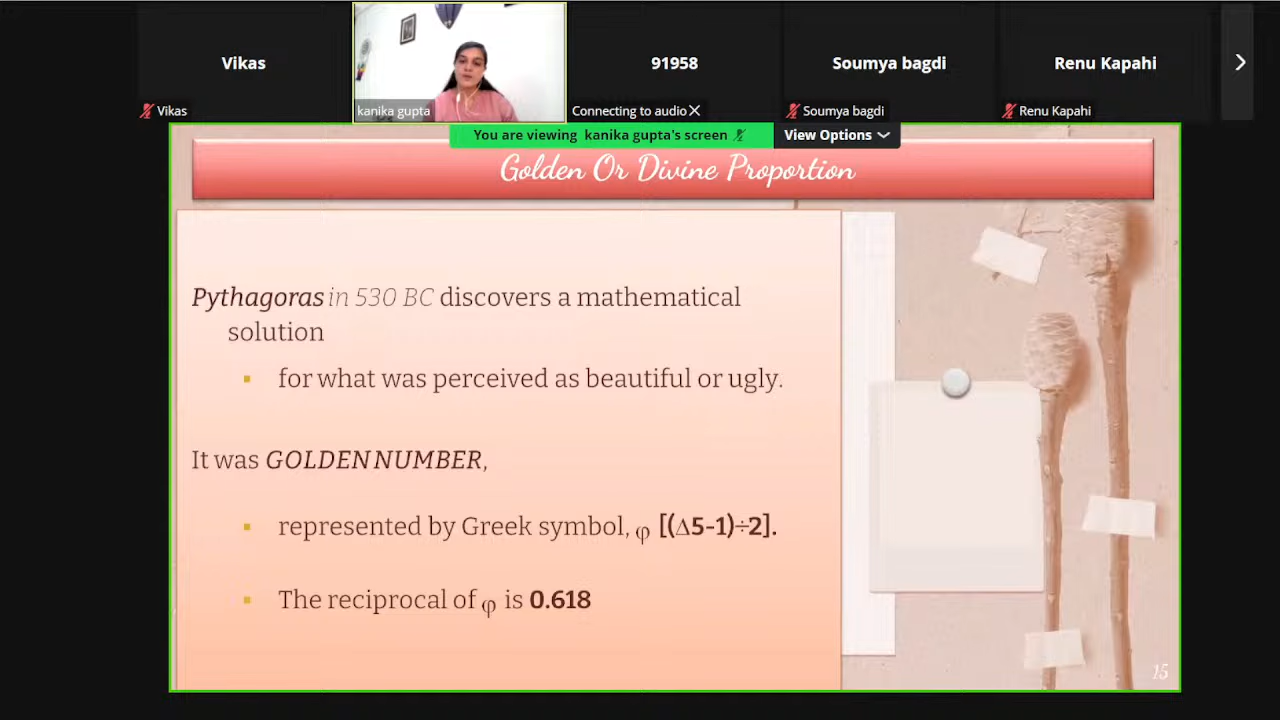 Vikas
91958
Soumya bagdi
Renu Kapahi
Vikas
kanika gupta
Connecting to audio
Soumya bagdi
Renu Kapahi
You are viewing kanika gupta's screen
View Options
Golden Or Divine Proportion
Pythagoras in 530 BC discovers a mathematical
solution
▪ for what was perceived as beautiful or ugly.
It was GOLDEN NUMBER,
▪ represented by Greek symbol, φ [(∆5-1)÷2].
▪ The reciprocal of φ is 0.618
15